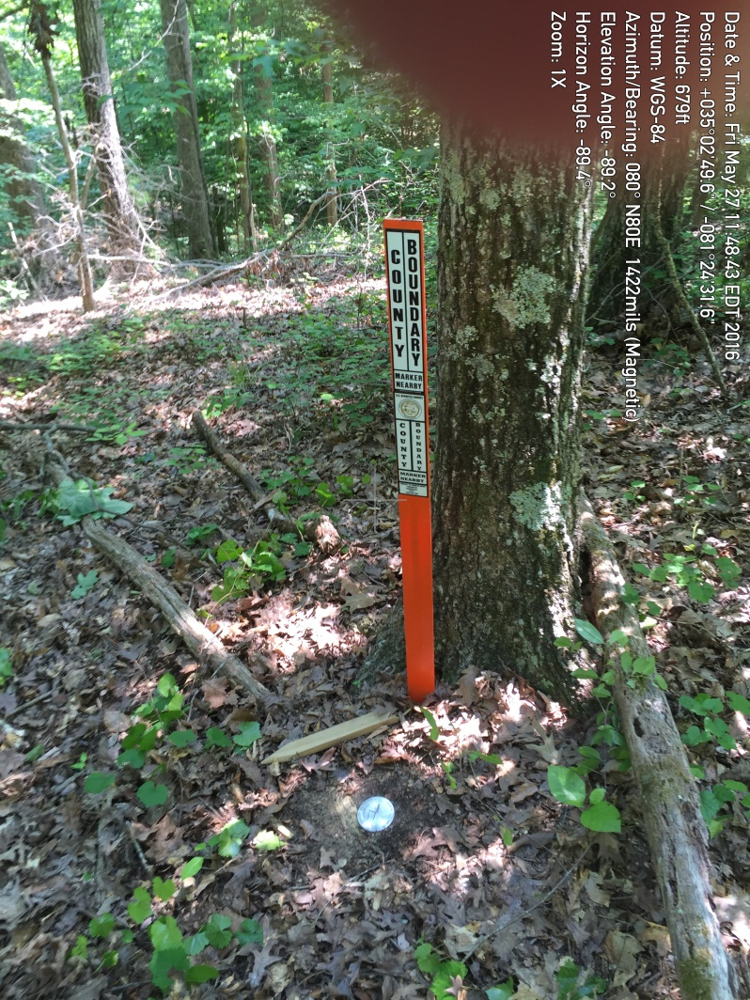 Date & Time: Fri May 27 11:48:43 EDT 2016
Position: +035°02'49.6" / -081°24'31.6"
Altitude: 679ft
Datum: WGS-84
Azimuth/Bearing: 080° N80E 1422mils (Magnetic)
Elevation Angle: -89.2°
Horizon Angle: -89.4°
Zoom: 1X
COUNTY
BOUNDARY
MARKER
NEARBY
COUNTY
BOUNDARY
MARKER
NEARBY